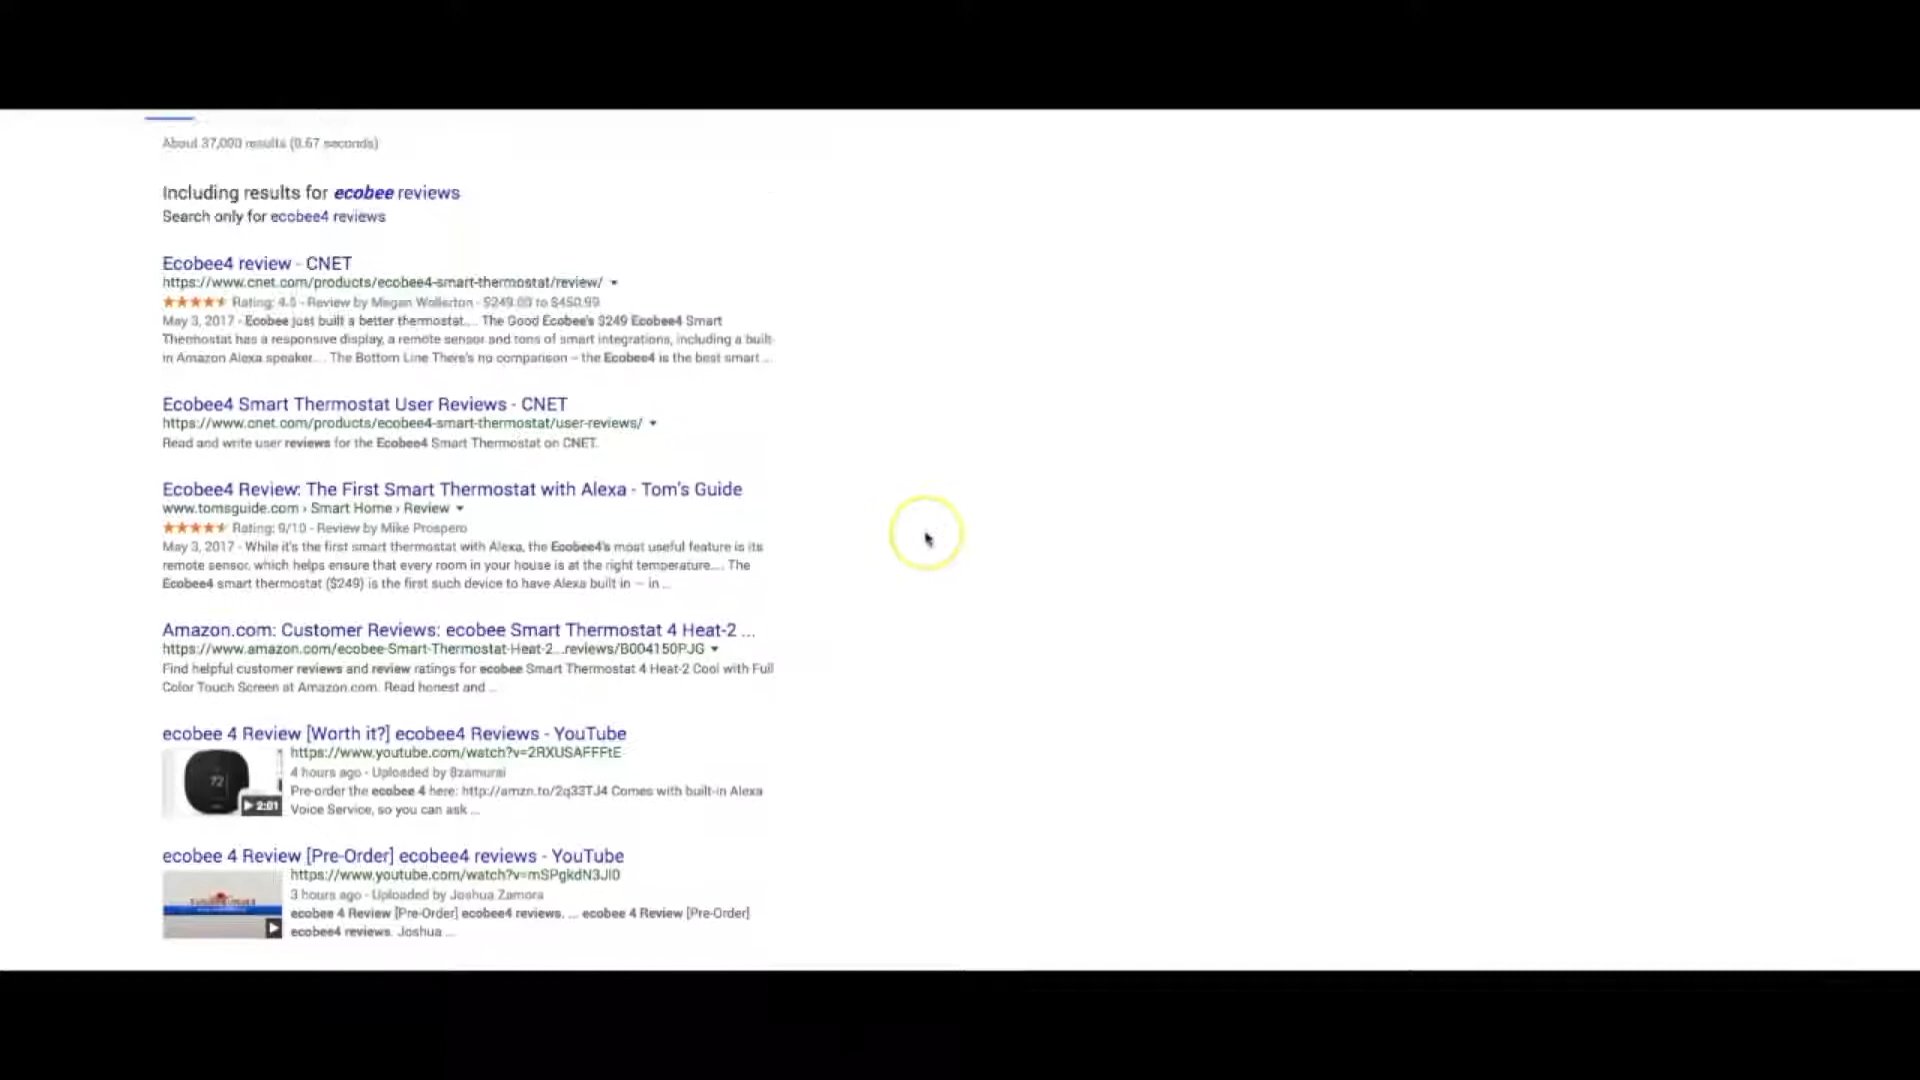 About 37,000 results (0.67 seconds)
Including results for ecobee reviews
Search only for ecobee4 reviews
Ecobee4 review - CNET
https://www.cnet.com/products/ecobee4-smart-thermostat/review/
Rating: 4.5 - Review by Megan Wollerton - $249.00 to $450.99
May 3, 2017 - Ecobee just built a better thermostat.... The Good Ecobee's $249 Ecobee4 Smart
Thermostat has a responsive display, a remote sensor and tons of smart integrations, including a built-
in Amazon Alexa speaker.... The Bottom Line There's no comparison – the Ecobee4 is the best smart ...
Ecobee4 Smart Thermostat User Reviews - CNET
https://www.cnet.com/products/ecobee4-smart-thermostat/user-reviews/
Read and write user reviews for the Ecobee4 Smart Thermostat on CNET.
Ecobee4 Review: The First Smart Thermostat with Alexa - Tom's Guide
www.tomsguide.com › Smart Home › Review
Rating: 9/10 - Review by Mike Prospero
May 3, 2017 - While it's the first smart thermostat with Alexa, the Ecobee4's most useful feature is its
remote sensor, which helps ensure that every room in your house is at the right temperature.... The
Ecobee4 smart thermostat ($249) is the first such device to have Alexa built in — in ...
Amazon.com: Customer Reviews: ecobee Smart Thermostat 4 Heat-2 ...
https://www.amazon.com/ecobee-Smart-Thermostat-Heat-2...reviews/B004150PJG
Find helpful customer reviews and review ratings for ecobee Smart Thermostat 4 Heat-2 Cool with Full
Color Touch Screen at Amazon.com. Read honest and ...
ecobee 4 Review [Worth it?] ecobee4 Reviews - YouTube
https://www.youtube.com/watch?v=2RXUSAFFFtE
72
2:01
4 hours ago - Uploaded by 8zamurai
Pre-order the ecobee 4 here: http://amzn.to/2q33TJ4 Comes with built-in Alexa
Voice Service, so you can ask ...
ecobee 4 Review [Pre-Order] ecobee4 reviews - YouTube
https://www.youtube.com/watch?v=mSPgkdN3JI0
3 hours ago - Uploaded by Joshua Zamora
ecobee 4 Review [Pre-Order] ecobee4 reviews. ... ecobee 4 Review [Pre-Order]
ecobee4 reviews. Joshua ...